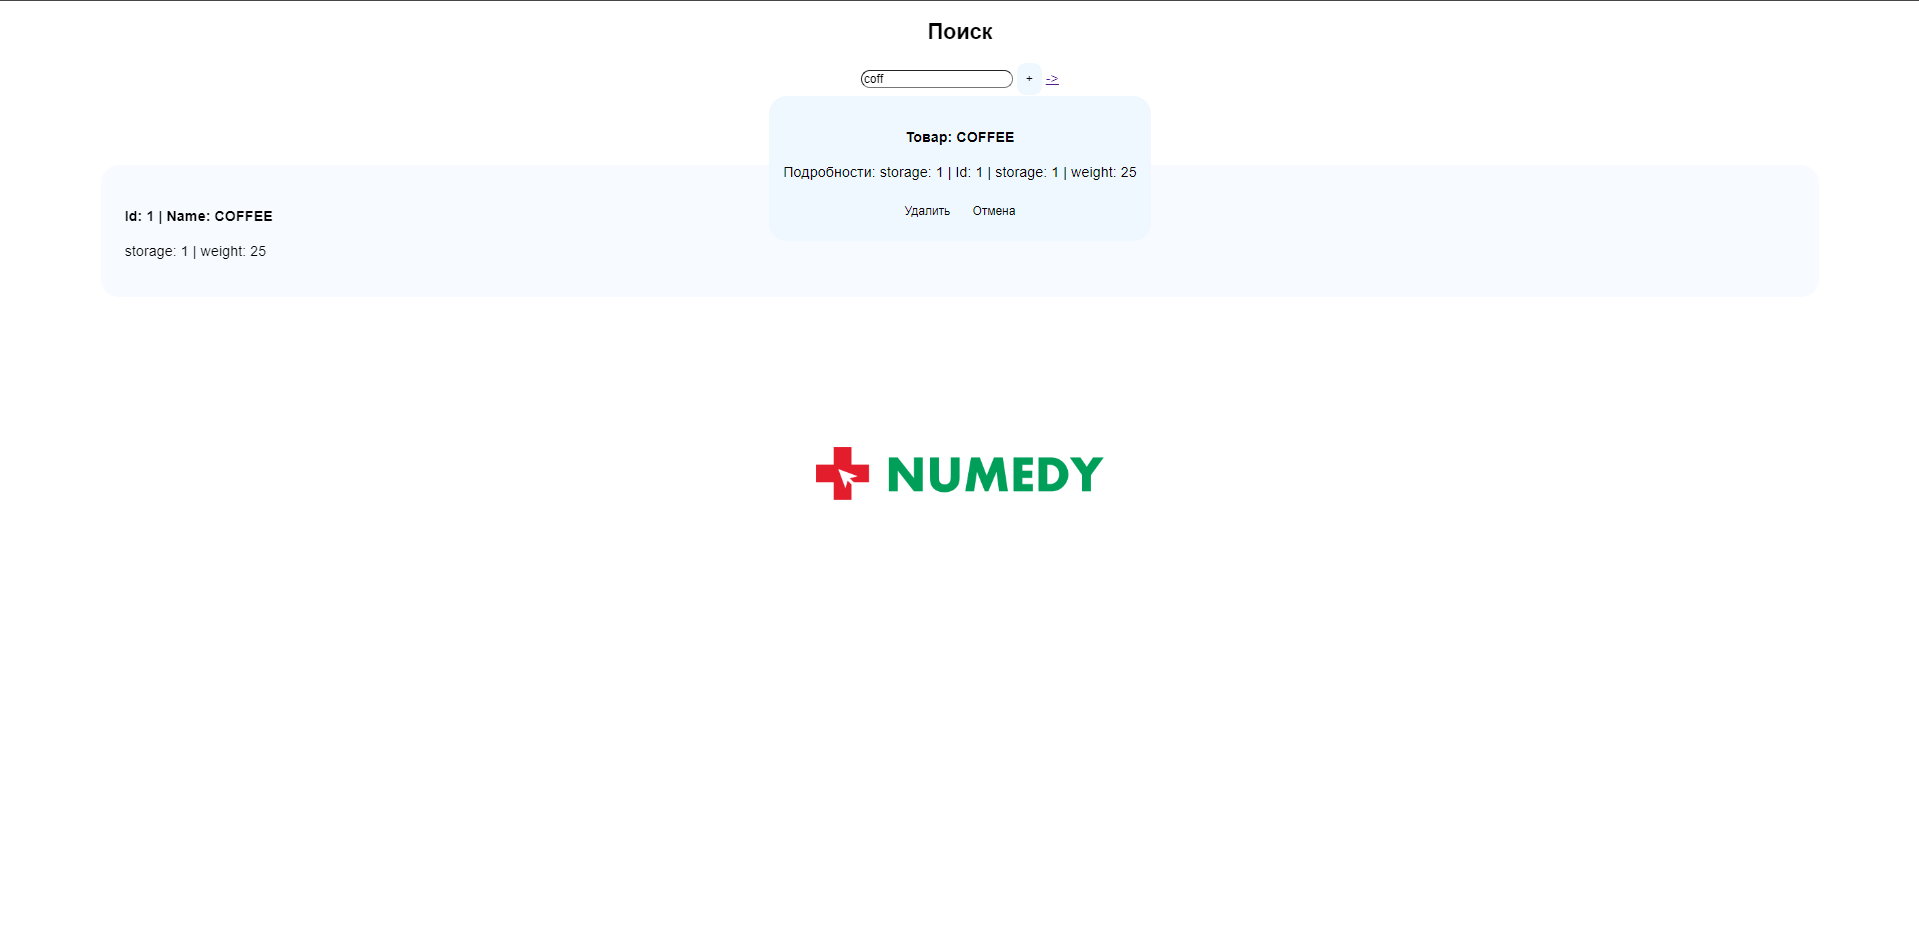 Поиск
coff + ->
Товар: COFFEE
Подробности: storage: 1 | Id: 1 | storage: 1 | weight: 25
Удалить Отмена
Id: 1 | Name: COFFEE
storage: 1 | weight: 25
NUMEDY